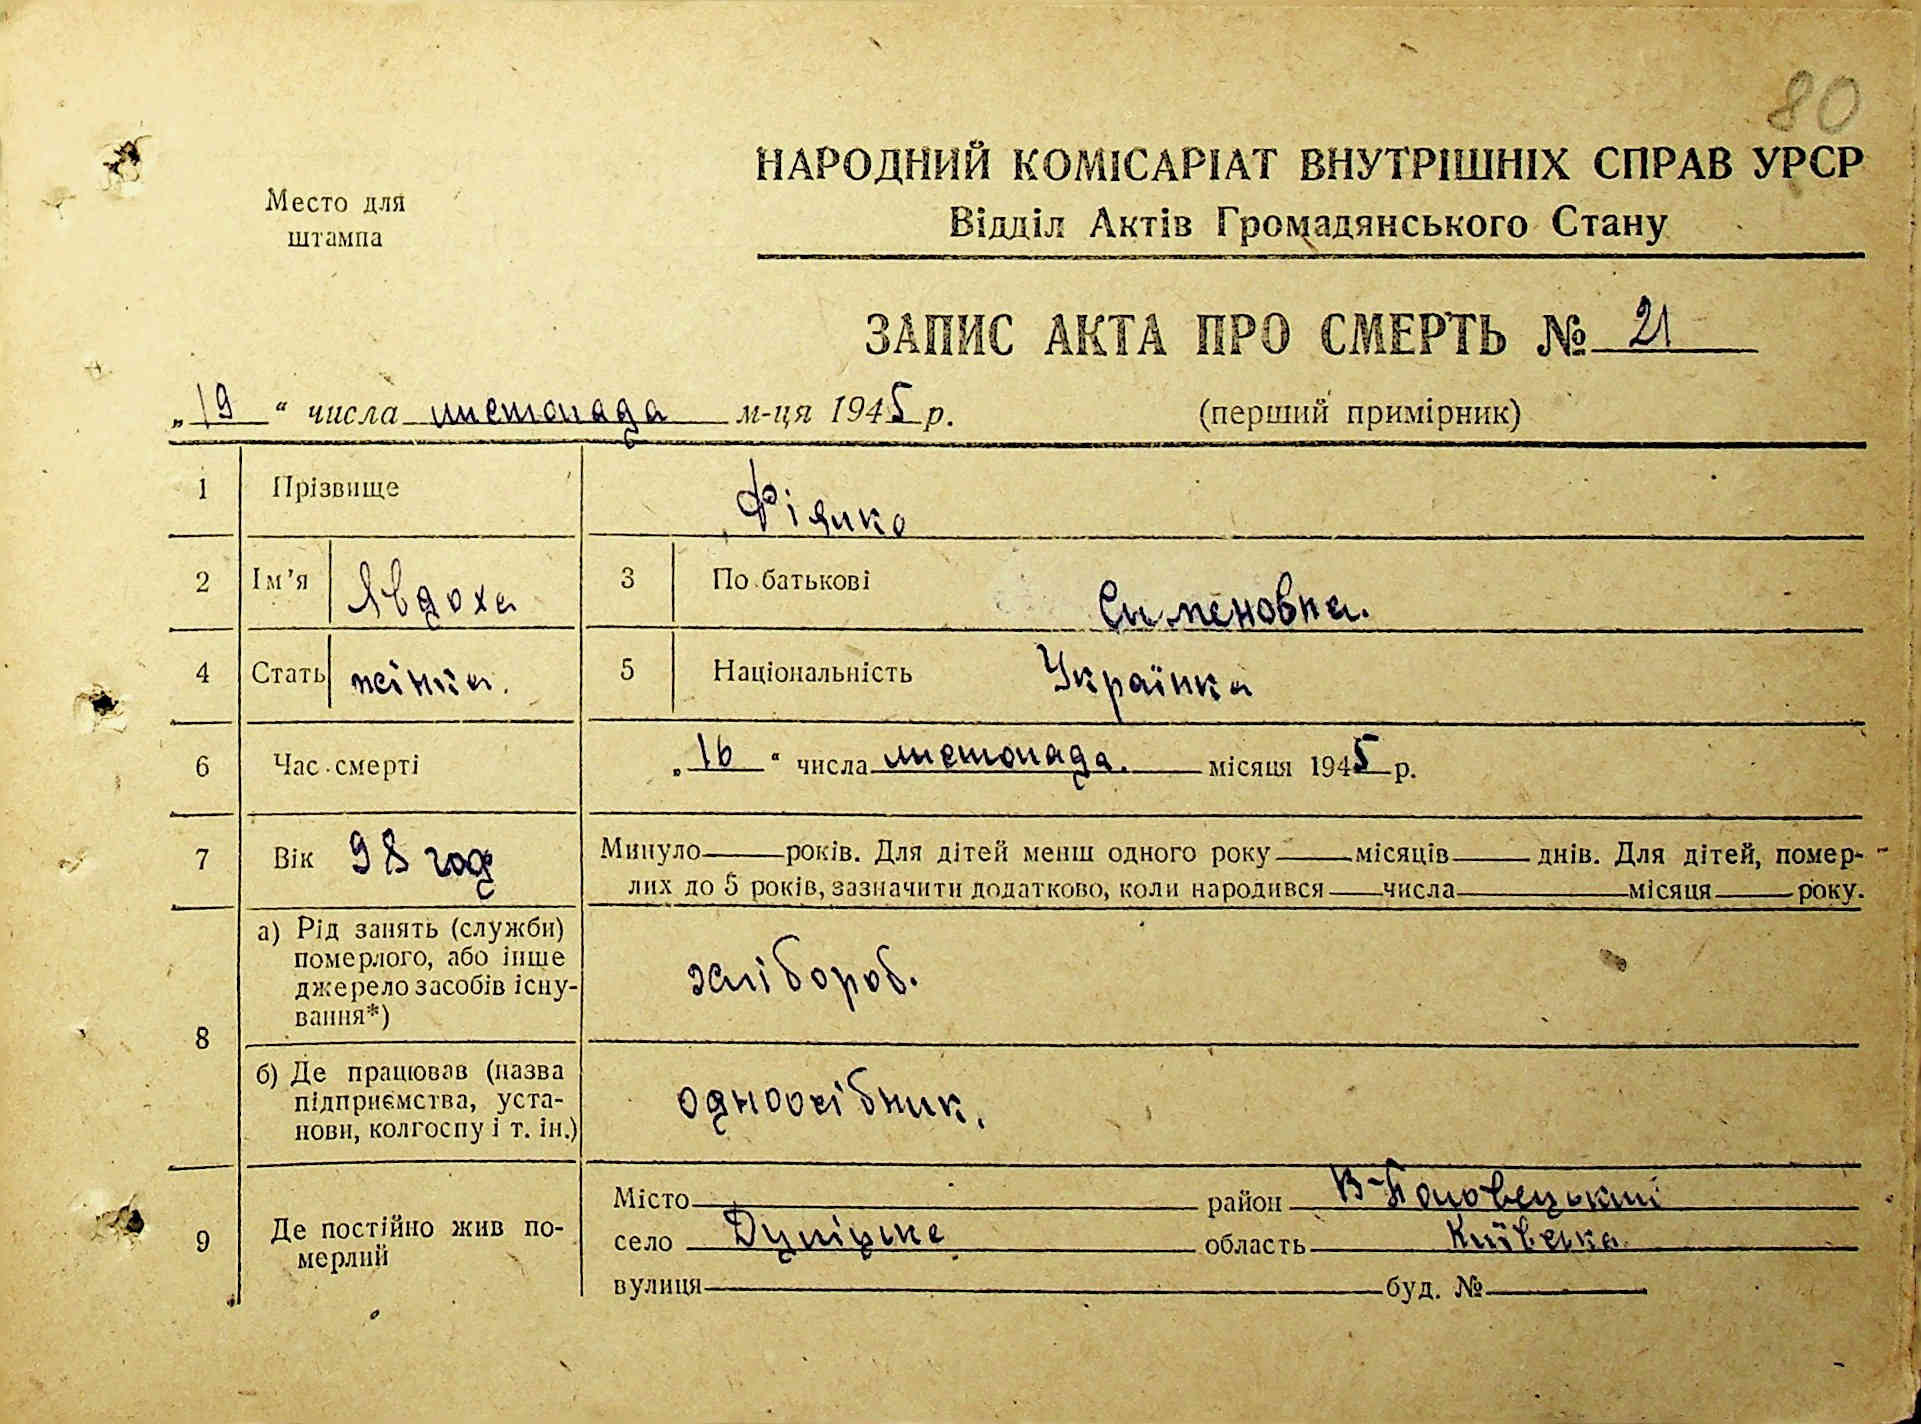 80
НАРОДНИЙ КОМІСАРІАТ ВНУТРІШНІХ СПРАВ УРСР
Место для штампа
Відділ Актів Громадянського Стану
ЗАПИС АКТА ПРО СМЕРТЬ № 21
„19“ числа листопада м-ця 1945 р. (перший примірник)
1 Прізвище Фіялко
2 Ім'я Явдоха 3 По батькові Сименовна.
4 Стать жінка. 5 Національність Українка
6 Час смерті „16“ числа листопада. місяця 1945 р.
7 Вік 98 год Минуло років. Для дітей менш одного року місяців днів. Для дітей, помер-
лих до 5 років, зазначити додатково, коли народився числа місяця року.
8 а) Рід занять (служби)
померлого, або інше
джерело засобів існу-
вання*)
хлібороб.
б) Де працював (назва
підприємства, уста-
нови, колгоспу і т. ін.)
одноосібник.
9 Де постійно жив по-
мерлий
Місто район В-Половецький
село область Київська
вулиця буд. №